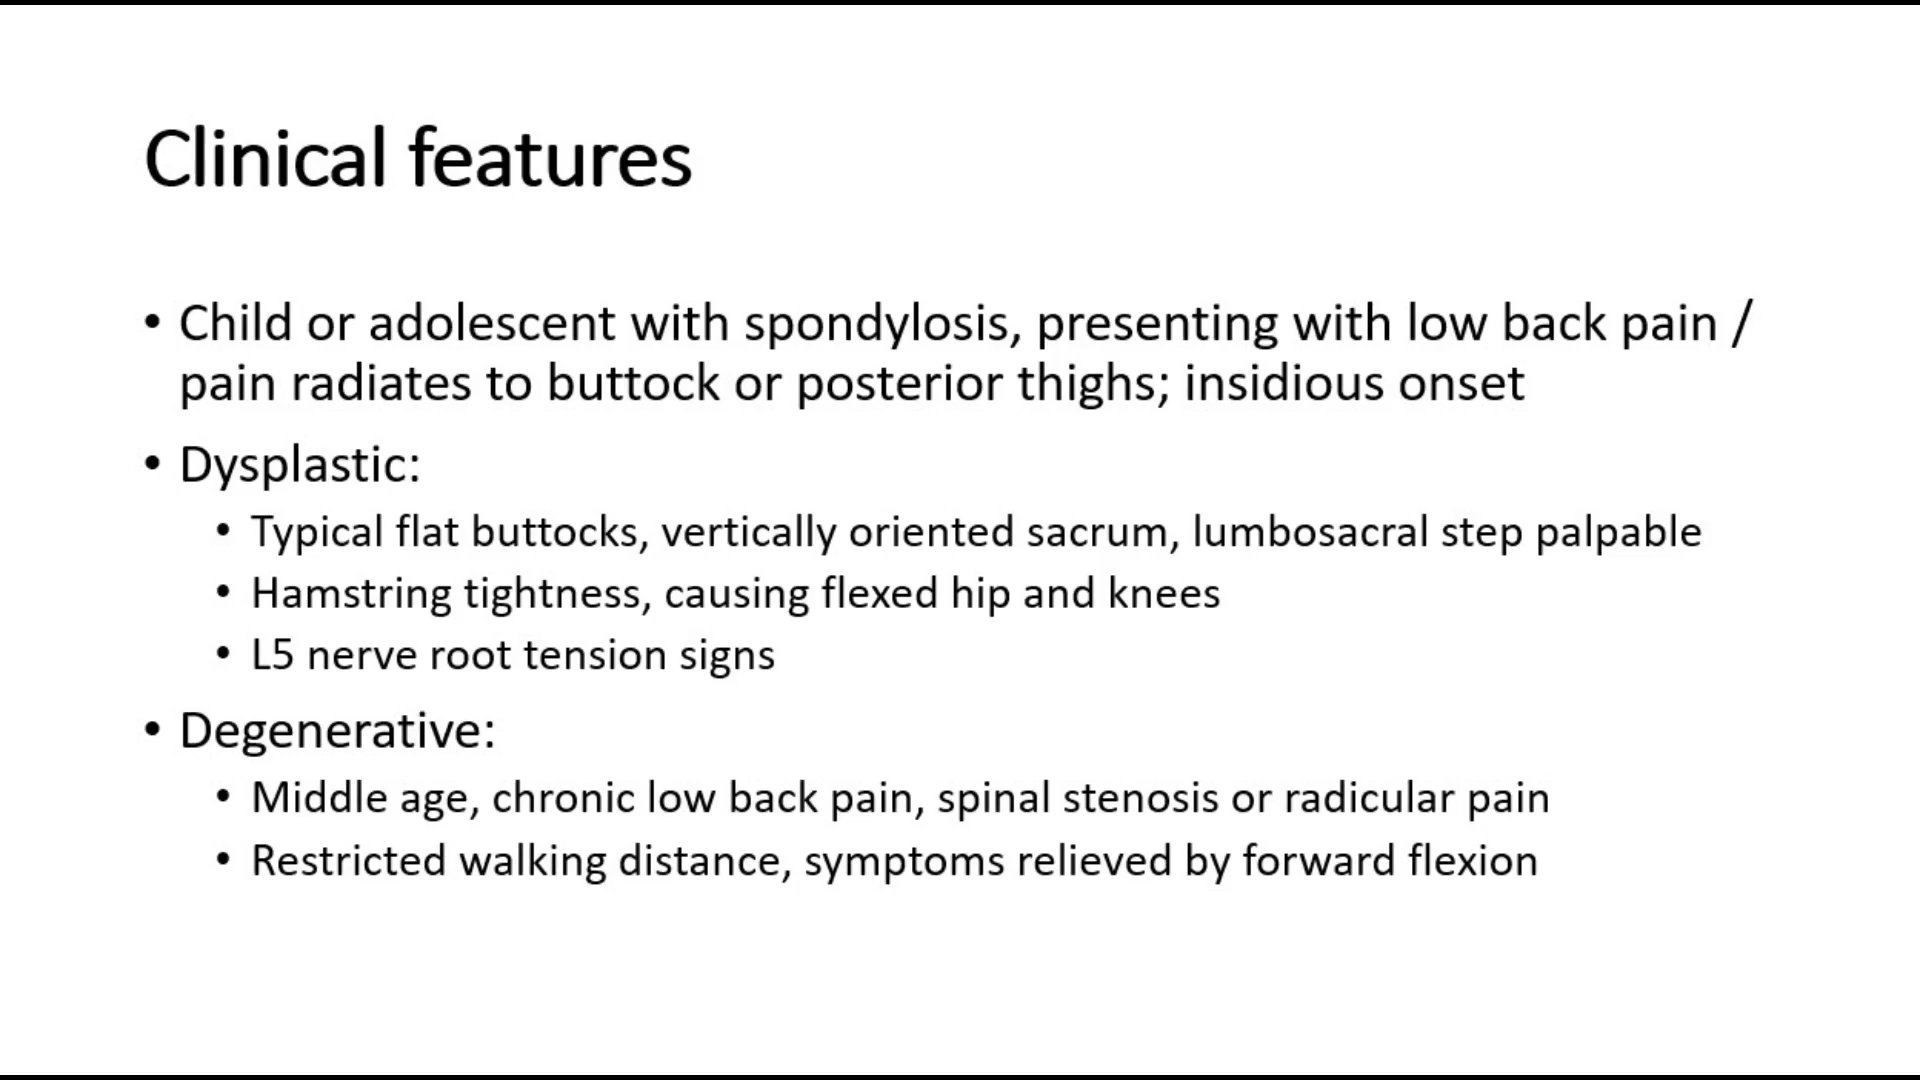 Clinical features
• Child or adolescent with spondylosis, presenting with low back pain /
pain radiates to buttock or posterior thighs; insidious onset
• Dysplastic:
• Typical flat buttocks, vertically oriented sacrum, lumbosacral step palpable
• Hamstring tightness, causing flexed hip and knees
• L5 nerve root tension signs
• Degenerative:
• Middle age, chronic low back pain, spinal stenosis or radicular pain
• Restricted walking distance, symptoms relieved by forward flexion